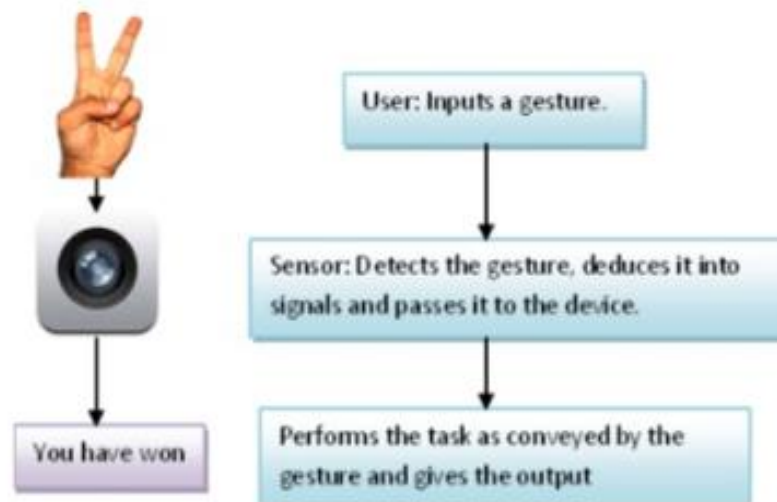 User: Inputs a gesture.
Sensor: Detects the gesture, deduces it into
signals and passes it to the device.
You have won
Performs the task as conveyed by the
gesture and gives the output